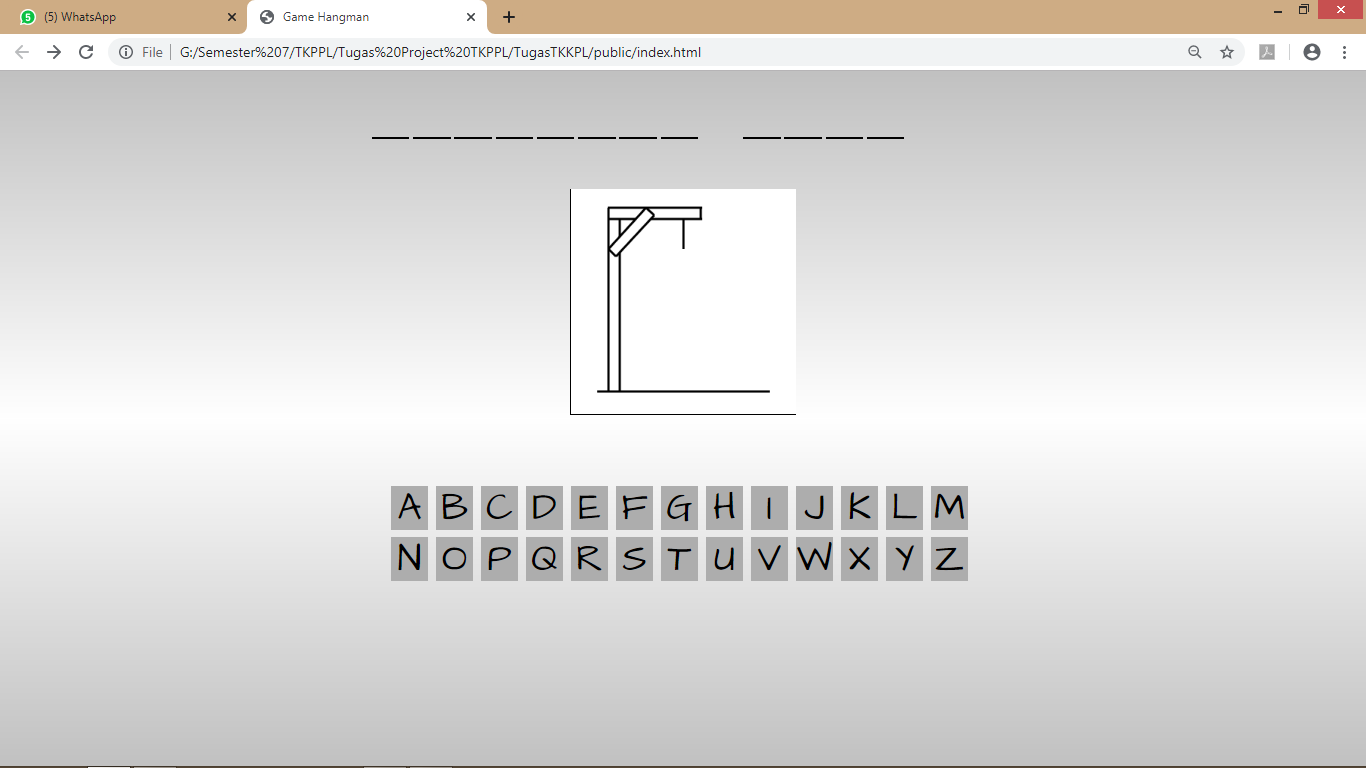 (5) WhatsApp
Game Hangman
File G:/Semester%207/TKPPL/Tugas%20Project%20TKPPL/TugasTKKPL/public/index.html
A B C D E F G H I J K L M
N O P Q R S T U V W X Y Z